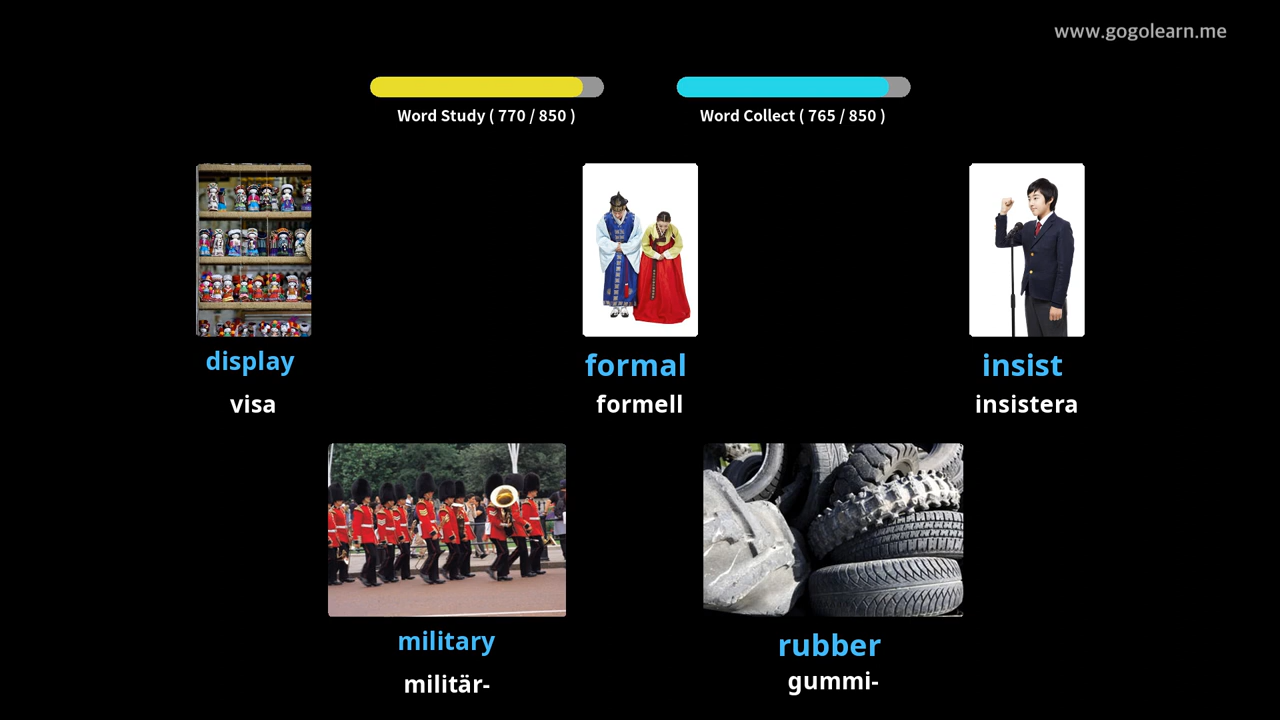 www.gogolearn.me
Word Study ( 770 / 850 )
Word Collect ( 765 / 850 )
display
formal
insist
visa
formell
insistera
military
rubber
militär-
gummi-